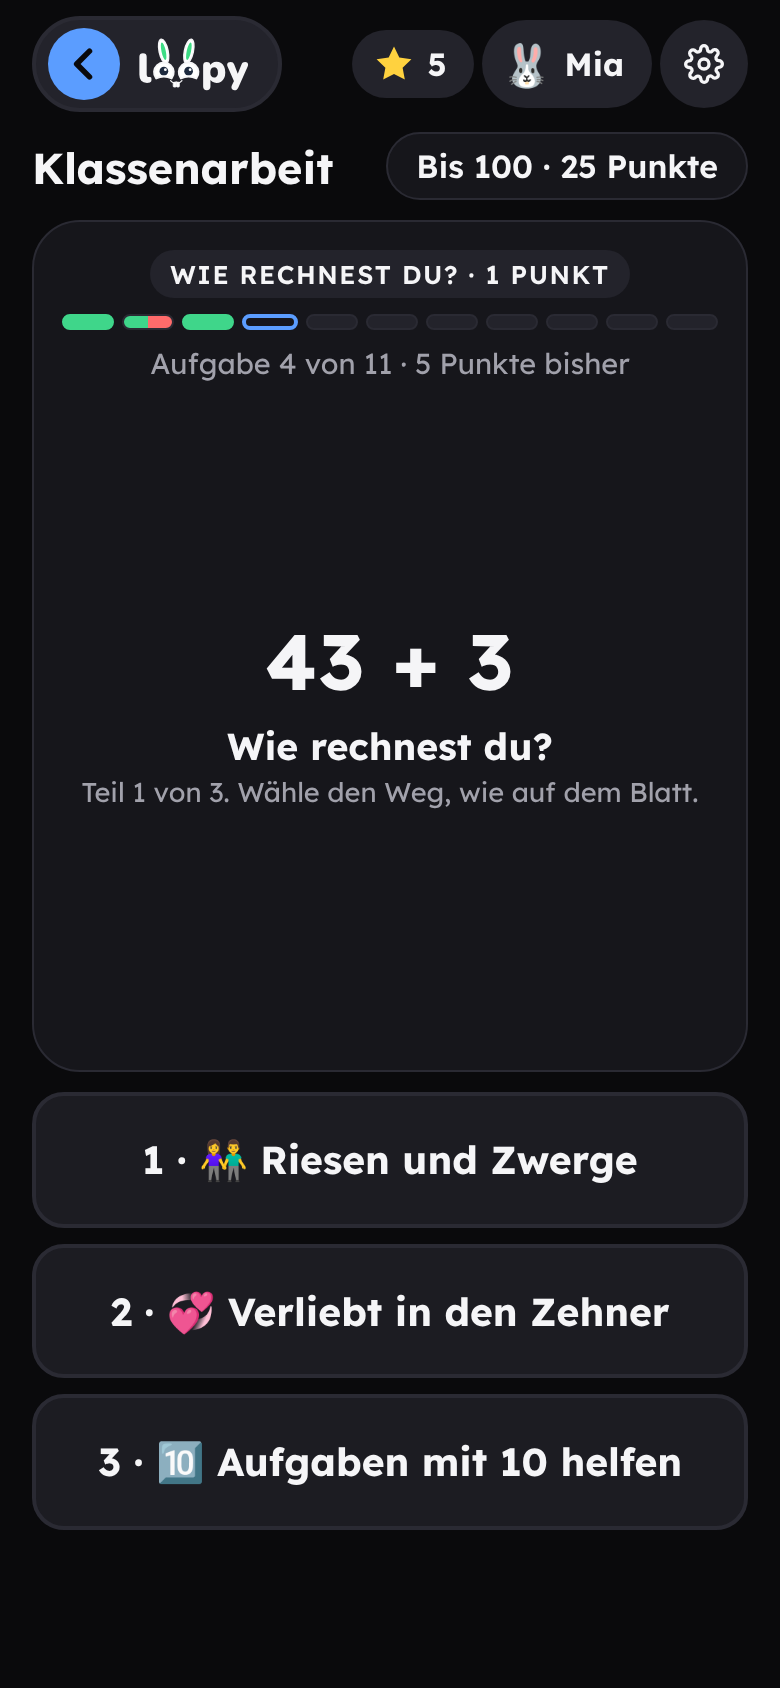 loopy
5
Mia
Klassenarbeit
Bis 100 · 25 Punkte
WIE RECHNEST DU? · 1 PUNKT
Aufgabe 4 von 11 · 5 Punkte bisher
43 + 3
Wie rechnest du?
Teil 1 von 3. Wähle den Weg, wie auf dem Blatt.
1 · 👫 Riesen und Zwerge
2 · 💞 Verliebt in den Zehner
3 · 🔟 Aufgaben mit 10 helfen